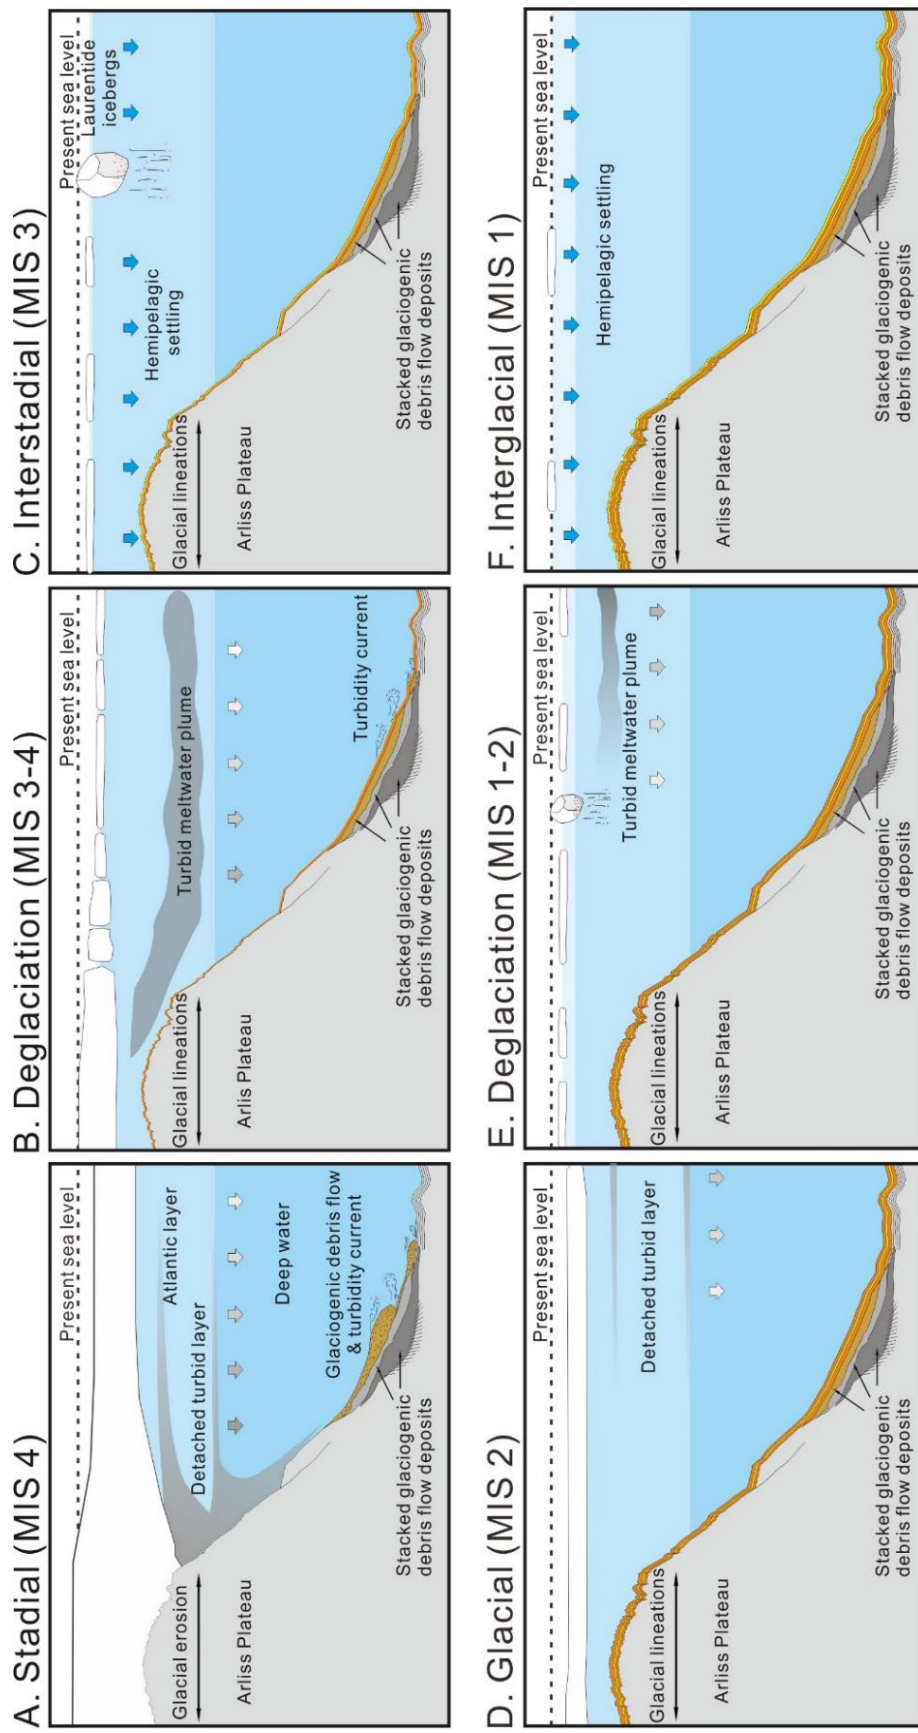 A. Stadial (MIS 4)
Present sea level
Atlantic layer
Detached turbid layer
Deep water
Glacial erosion
Arliss Plateau
Glaciogenic debris flow
& turbidity current
Stacked glaciogenic
debris flow deposits
B. Deglaciation (MIS 3-4)
Present sea level
Turbid meltwater plume
Glacial lineations
Arlis Plateau
Turbidity current
Stacked glaciogenic
debris flow deposits
C. Interstadial (MIS 3)
Present sea level
Laurentide
icebergs
Hemipelagic
settling
Glacial lineations
Arliss Plateau
Stacked glaciogenic
debris flow deposits
D. Glacial (MIS 2)
Present sea level
Detached turbid layer
Glacial lineations
Arliss Plateau
Stacked glaciogenic
debris flow deposits
E. Deglaciation (MIS 1-2)
Present sea level
Turbid meltwater plume
Glacial lineations
Arliss Plateau
Stacked glaciogenic
debris flow deposits
F. Interglacial (MIS 1)
Present sea level
Hemipelagic settling
Glacial lineations
Arliss Plateau
Stacked glaciogenic
debris flow deposits